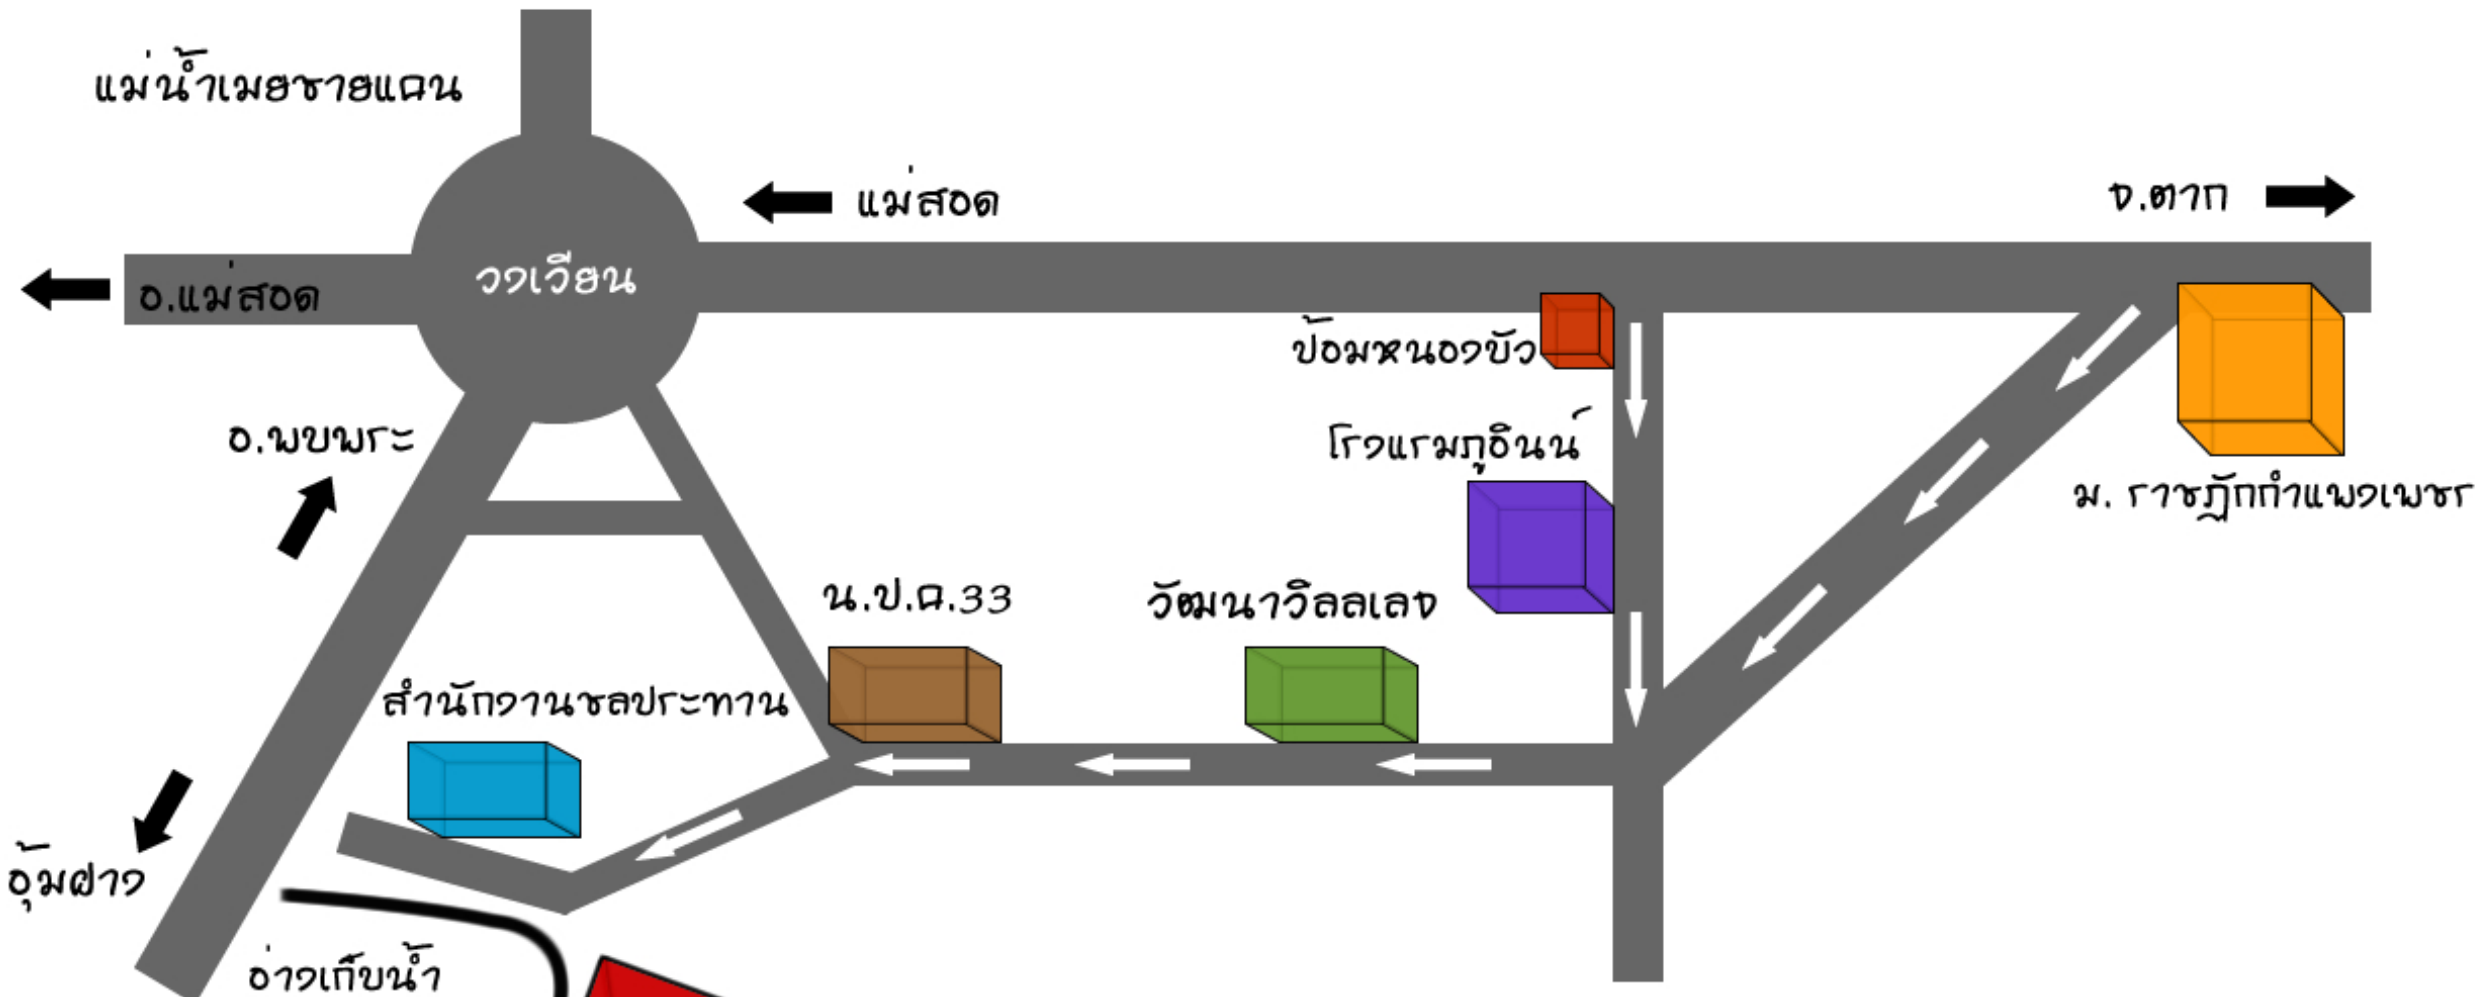 แม่น้ำเมยชายแดน
แม่สอด
จ.ตาก
วงเวียน
อ.แม่สอด
ป้อมหนองบัว
อ.พบพระ
โรงแรมภูอินน์
ม. ราชภัฏกำแพงเพชร
น.ป.ค.33
วัฒนาวิลลเลจ
สำนักงานชลประทาน
อุ้มผาง
อ่างเก็บน้ำ